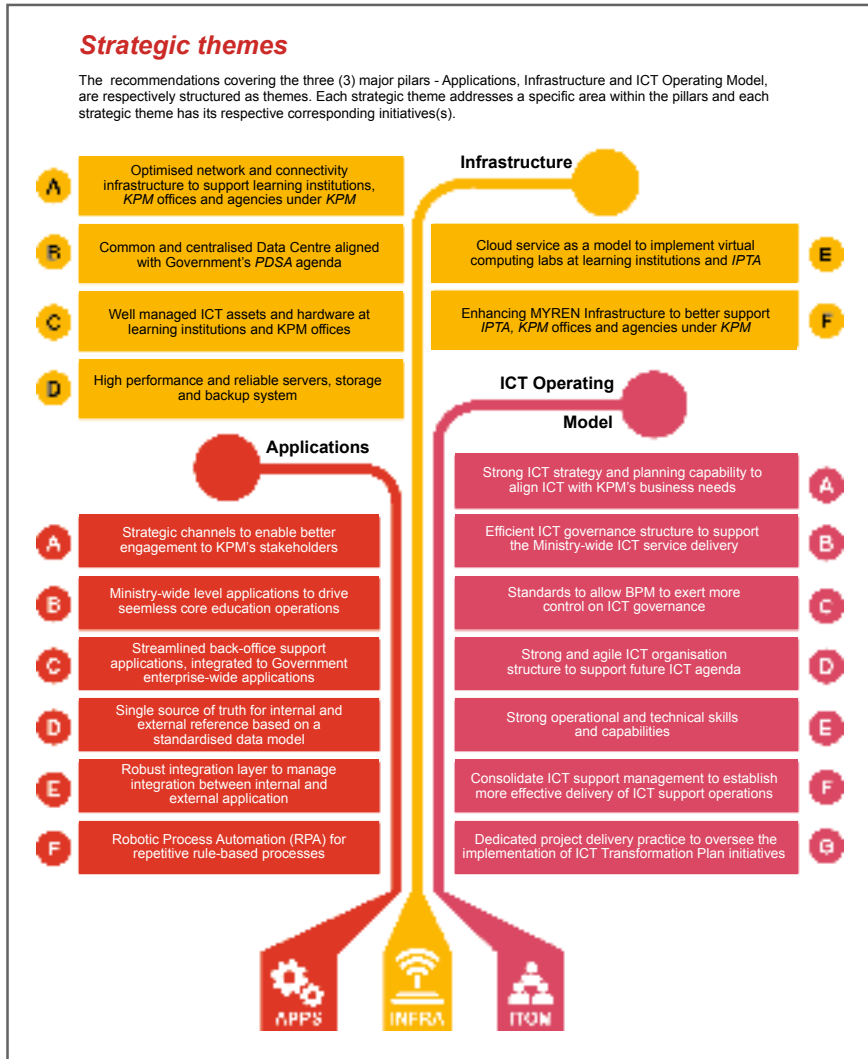 Strategic themes
The recommendations covering the three (3) major pilars - Applications, Infrastructure and ICT Operating Model,
are respectively structured as themes. Each strategic theme addresses a specific area within the pillars and each
strategic theme has its respective corresponding initiatives(s).
Infrastructure
A
Optimised network and connectivity
infrastructure to support learning institutions,
KPM offices and agencies under KPM
B
Common and centralised Data Centre aligned
with Government's PDSA agenda
C
Well managed ICT assets and hardware at
learning institutions and KPM offices
D
High performance and reliable servers, storage
and backup system
Cloud service as a model to implement virtual
computing labs at learning institutions and IPTA
E
Enhancing MYREN Infrastructure to better support
IPTA, KPM offices and agencies under KPM
F
ICT Operating
Model
Applications
A
Strategic channels to enable better
engagement to KPM's stakeholders
B
Ministry-wide level applications to drive
seemless core education operations
C
Streamlined back-office support
applications, integrated to Government
enterprise-wide applications
D
Single source of truth for internal and
external reference based on a
standardised data model
E
Robust integration layer to manage
integration between internal and
external application
F
Robotic Process Automation (RPA) for
repetitive rule-based processes
Strong ICT strategy and planning capability to
align ICT with KPM's business needs
A
Efficient ICT governance structure to support
the Ministry-wide ICT service delivery
B
Standards to allow BPM to exert more
control on ICT governance
C
Strong and agile ICT organisation
structure to support future ICT agenda
D
Strong operational and technical skills
and capabilities
E
Consolidate ICT support management to establish
more effective delivery of ICT support operations
F
Dedicated project delivery practice to oversee the
implementation of ICT Transformation Plan initiatives
G
APPS
INFRA
ITOM